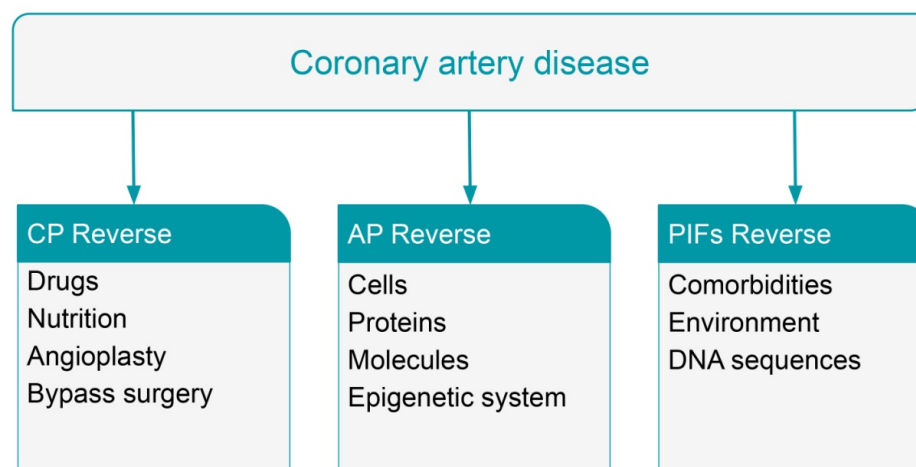 Coronary artery disease
CP Reverse
Drugs
Nutrition
Angioplasty
Bypass surgery
AP Reverse
Cells
Proteins
Molecules
Epigenetic system
PIFs Reverse
Comorbidities
Environment
DNA sequences